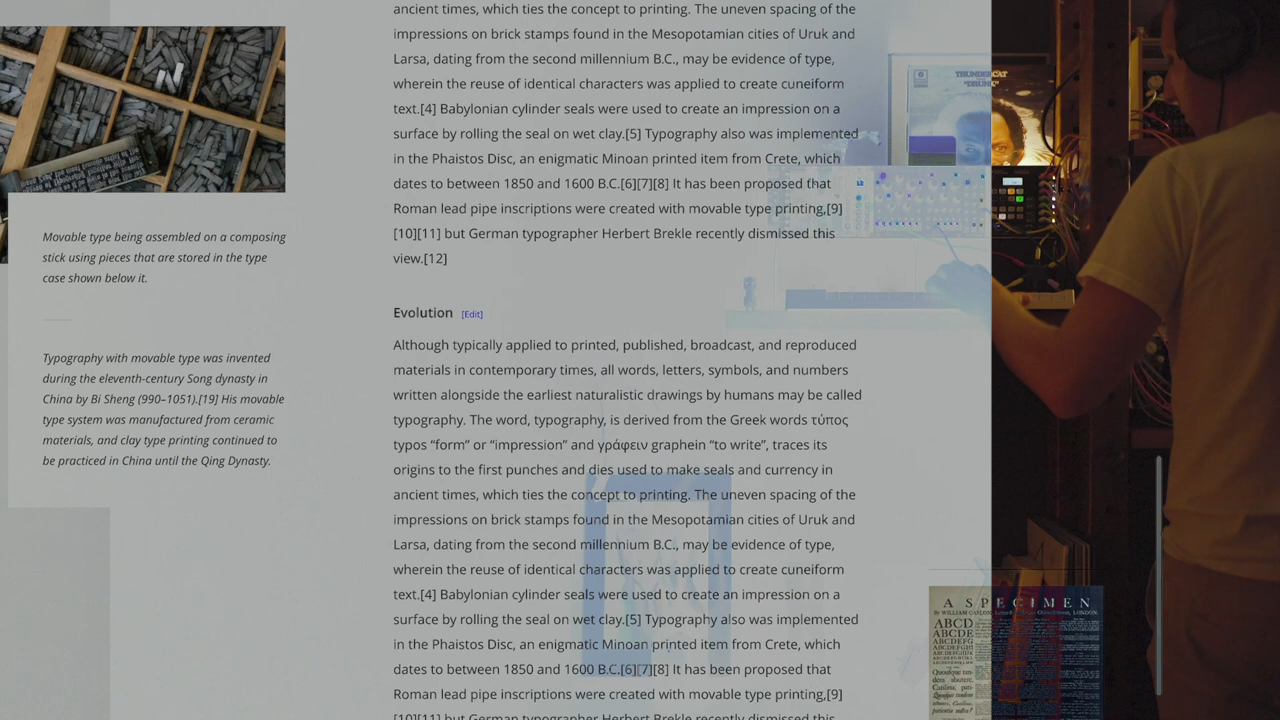 ancient times, which ties the concept to printing. The uneven spacing of the
impressions on brick stamps found in the Mesopotamian cities of Uruk and
Larsa, dating from the second millennium B.C., may be evidence of type,
wherein the reuse of identical characters was applied to create cuneiform
text.[4] Babylonian cylinder seals were used to create an impression on a
surface by rolling the seal on wet clay.[5] Typography also was implemented
in the Phaistos Disc, an enigmatic Minoan printed item from Crete, which
dates to between 1850 and 1600 B.C.[6][7][8] It has been proposed that
Roman lead pipe inscriptions were created with movable type printing,[9]
[10][11] but German typographer Herbert Brekle recently dismissed this
view.[12]
Movable type being assembled on a composing
stick using pieces that are stored in the type
case shown below it.
Typography with movable type was invented
during the eleventh-century Song dynasty in
China by Bi Sheng (990–1051).[19] His movable
type system was manufactured from ceramic
materials, and clay type printing continued to
be practiced in China until the Qing Dynasty.
Evolution [Edit]
Although typically applied to printed, published, broadcast, and reproduced
materials in contemporary times, all words, letters, symbols, and numbers
written alongside the earliest naturalistic drawings by humans may be called
typography. The word, typography, is derived from the Greek words τύπος
typos “form” or “impression” and γράφειν graphein “to write”, traces its
origins to the first punches and dies used to make seals and currency in
ancient times, which ties the concept to printing. The uneven spacing of the
impressions on brick stamps found in the Mesopotamian cities of Uruk and
Larsa, dating from the second millennium B.C., may be evidence of type,
wherein the reuse of identical characters was applied to create cuneiform
text.[4] Babylonian cylinder seals were used to create an impression on a
surface by rolling the seal on wet clay.[5] Typography also was implemented
in the Phaistos Disc, an enigmatic Minoan printed item from Crete, which
dates to between 1850 and 1600 B.C.[6][7][8] It has been proposed that
Roman lead pipe inscriptions were created with movable type printing,[9]
THUNDERCAT
"DRUNK"
A SPECIMEN
By WILLIAM CASLON, Letter-Founder, in Chiswell-Street, LONDON.
ABCD
ABCDE
ABCDEFG
ABCDEFGHI
Quousque tan-
dem abutere,
Catilina, pati-